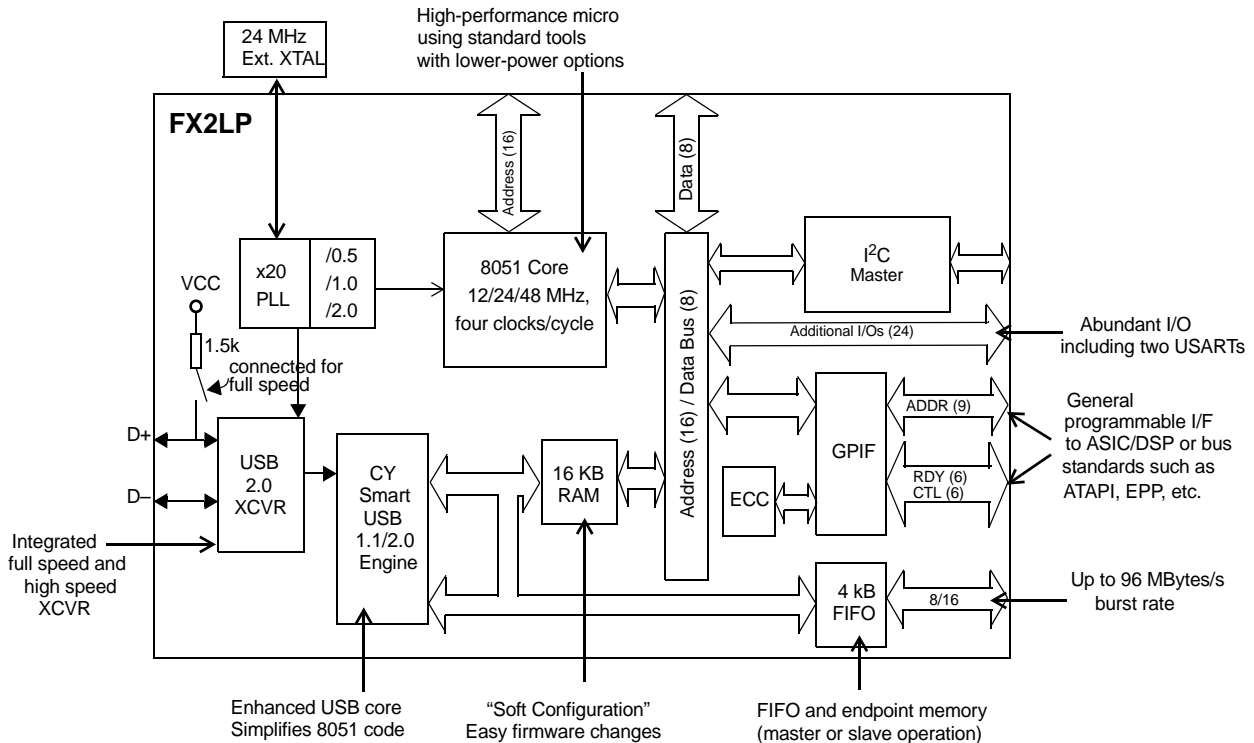 High-performance micro
using standard tools
with lower-power options
24 MHz
Ext. XTAL
FX2LP
Address (16)
Data (8)
x20
PLL
/0.5
/1.0
/2.0
8051 Core
12/24/48 MHz,
four clocks/cycle
I²C
Master
VCC
1.5k
connected for
full speed
Additional I/Os (24)
Abundant I/O
including two USARTs
Address (16) / Data Bus (8)
ADDR (9)
General
programmable I/F
to ASIC/DSP or bus
standards such as
ATAPI, EPP, etc.
D+
D–
USB
2.0
XCVR
CY
Smart
USB
1.1/2.0
Engine
16 KB
RAM
ECC
GPIF
RDY (6)
CTL (6)
Integrated
full speed and
high speed
XCVR
4 kB
FIFO
8/16
Up to 96 MBytes/s
burst rate
Enhanced USB core
Simplifies 8051 code
“Soft Configuration”
Easy firmware changes
FIFO and endpoint memory
(master or slave operation)